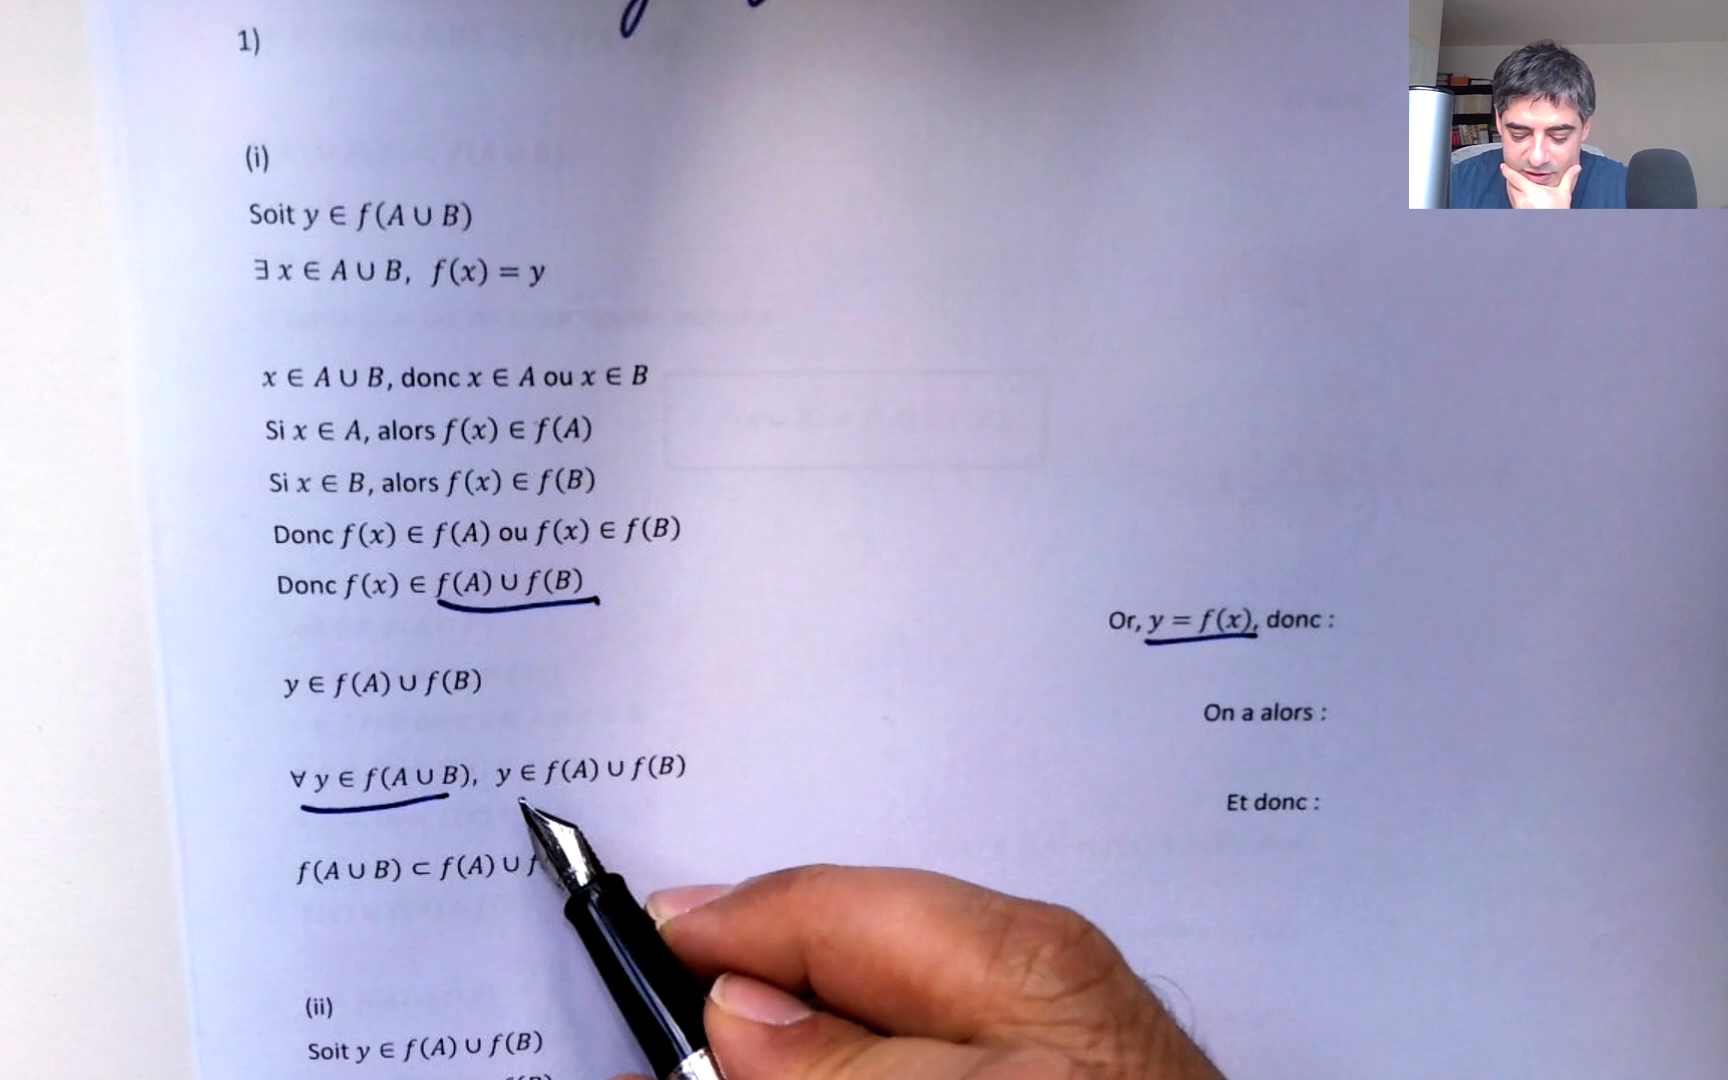 1)
(i)
Soit y ∈ f(A ∪ B)
∃ x ∈ A ∪ B, f(x) = y
x ∈ A ∪ B, donc x ∈ A ou x ∈ B
Si x ∈ A, alors f(x) ∈ f(A)
Si x ∈ B, alors f(x) ∈ f(B)
Donc f(x) ∈ f(A) ou f(x) ∈ f(B)
Donc f(x) ∈ f(A) ∪ f(B)
Or, y = f(x), donc :
y ∈ f(A) ∪ f(B)
On a alors :
∀ y ∈ f(A ∪ B), y ∈ f(A) ∪ f(B)
Et donc :
f(A ∪ B) ⊂ f(A) ∪ f
(ii)
Soit y ∈ f(A) ∪ f(B)